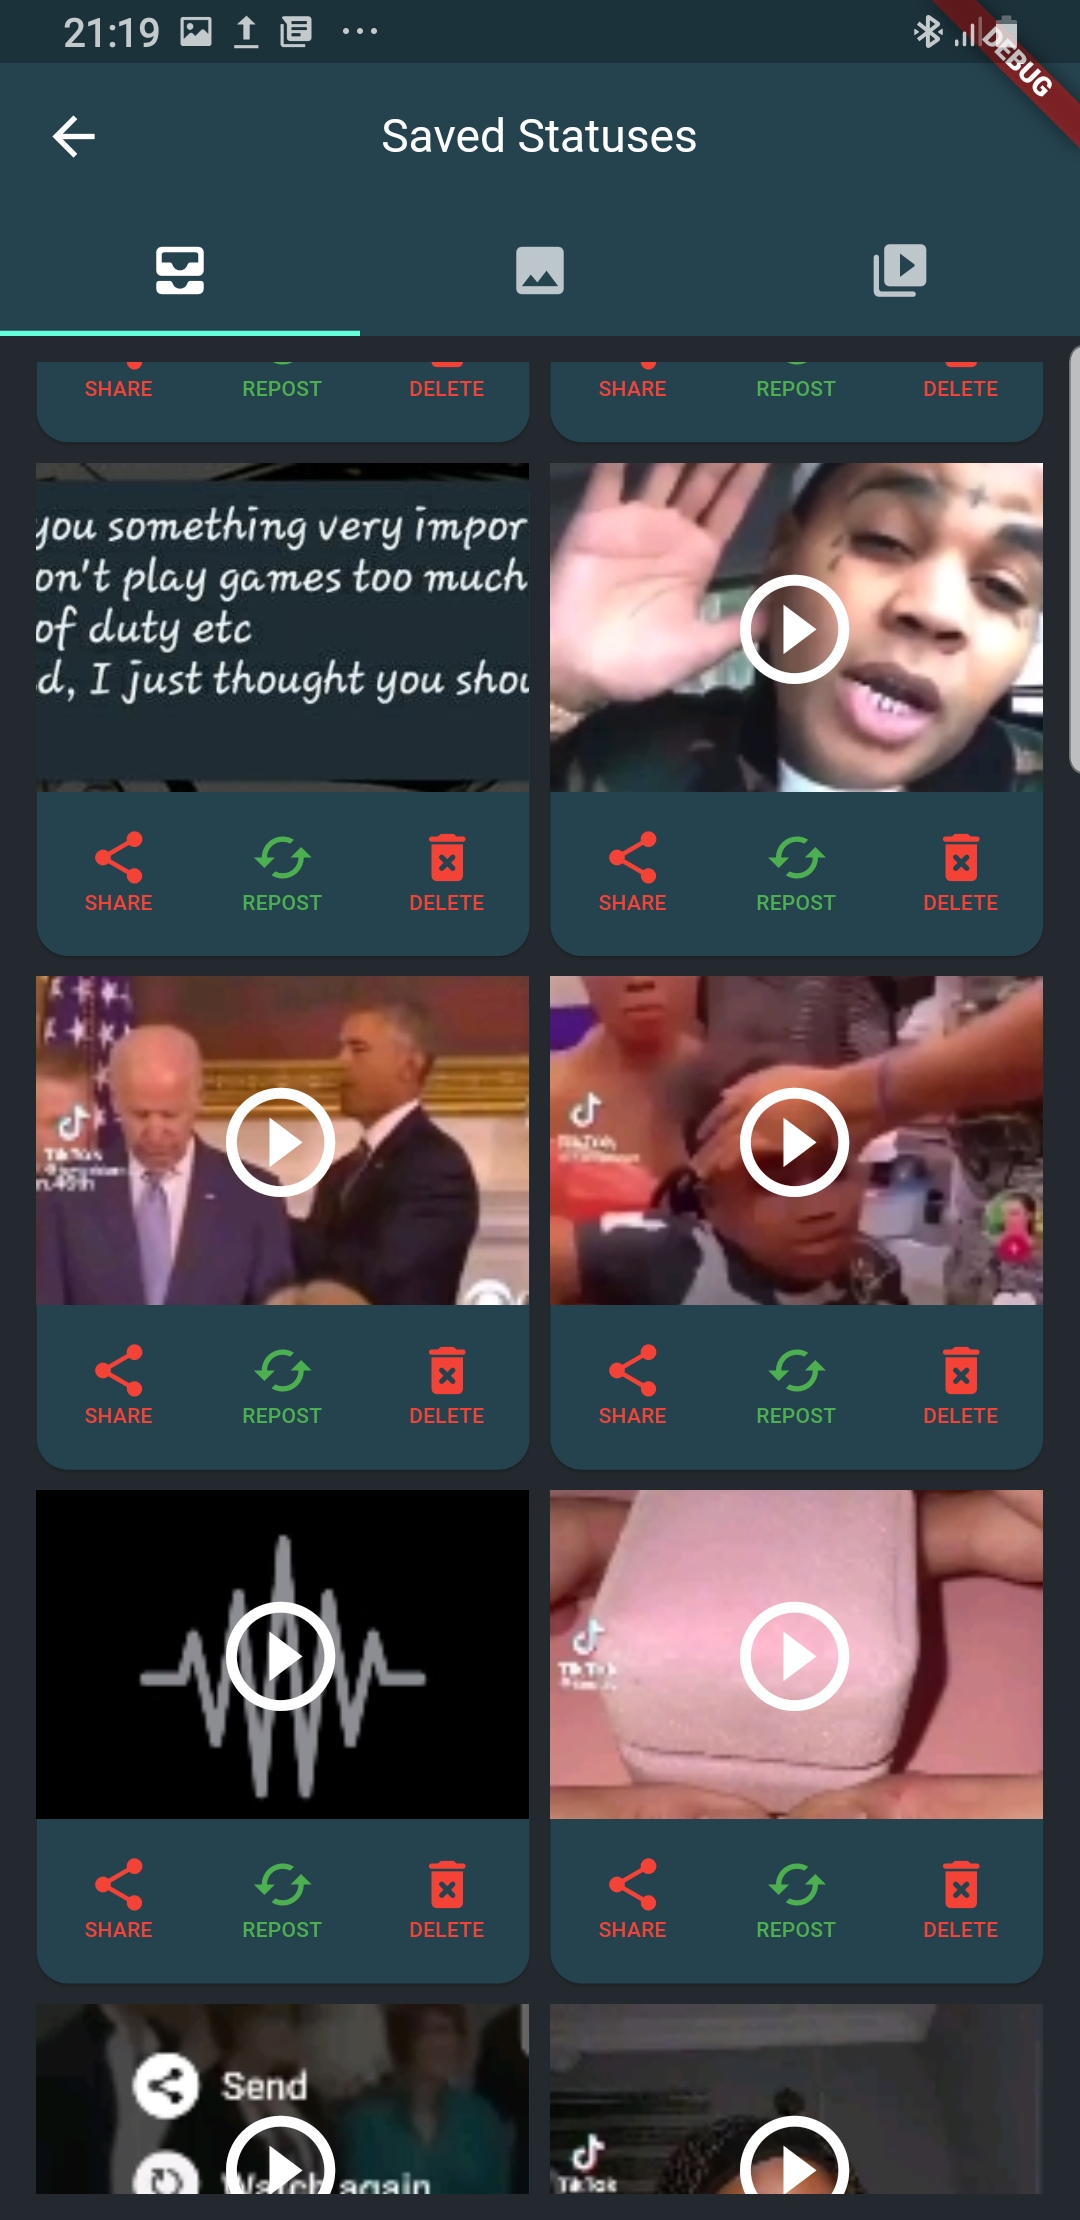 21:19
DEBUG
Saved Statuses
SHARE REPOST DELETE SHARE REPOST DELETE
you something very impor
on't play games too much
of duty etc
d, I just thought you shou
SHARE REPOST DELETE SHARE REPOST DELETE
TikTok
TikTok
SHARE REPOST DELETE SHARE REPOST DELETE
TikTok
SHARE REPOST DELETE SHARE REPOST DELETE
Send
Watch again
TikTok